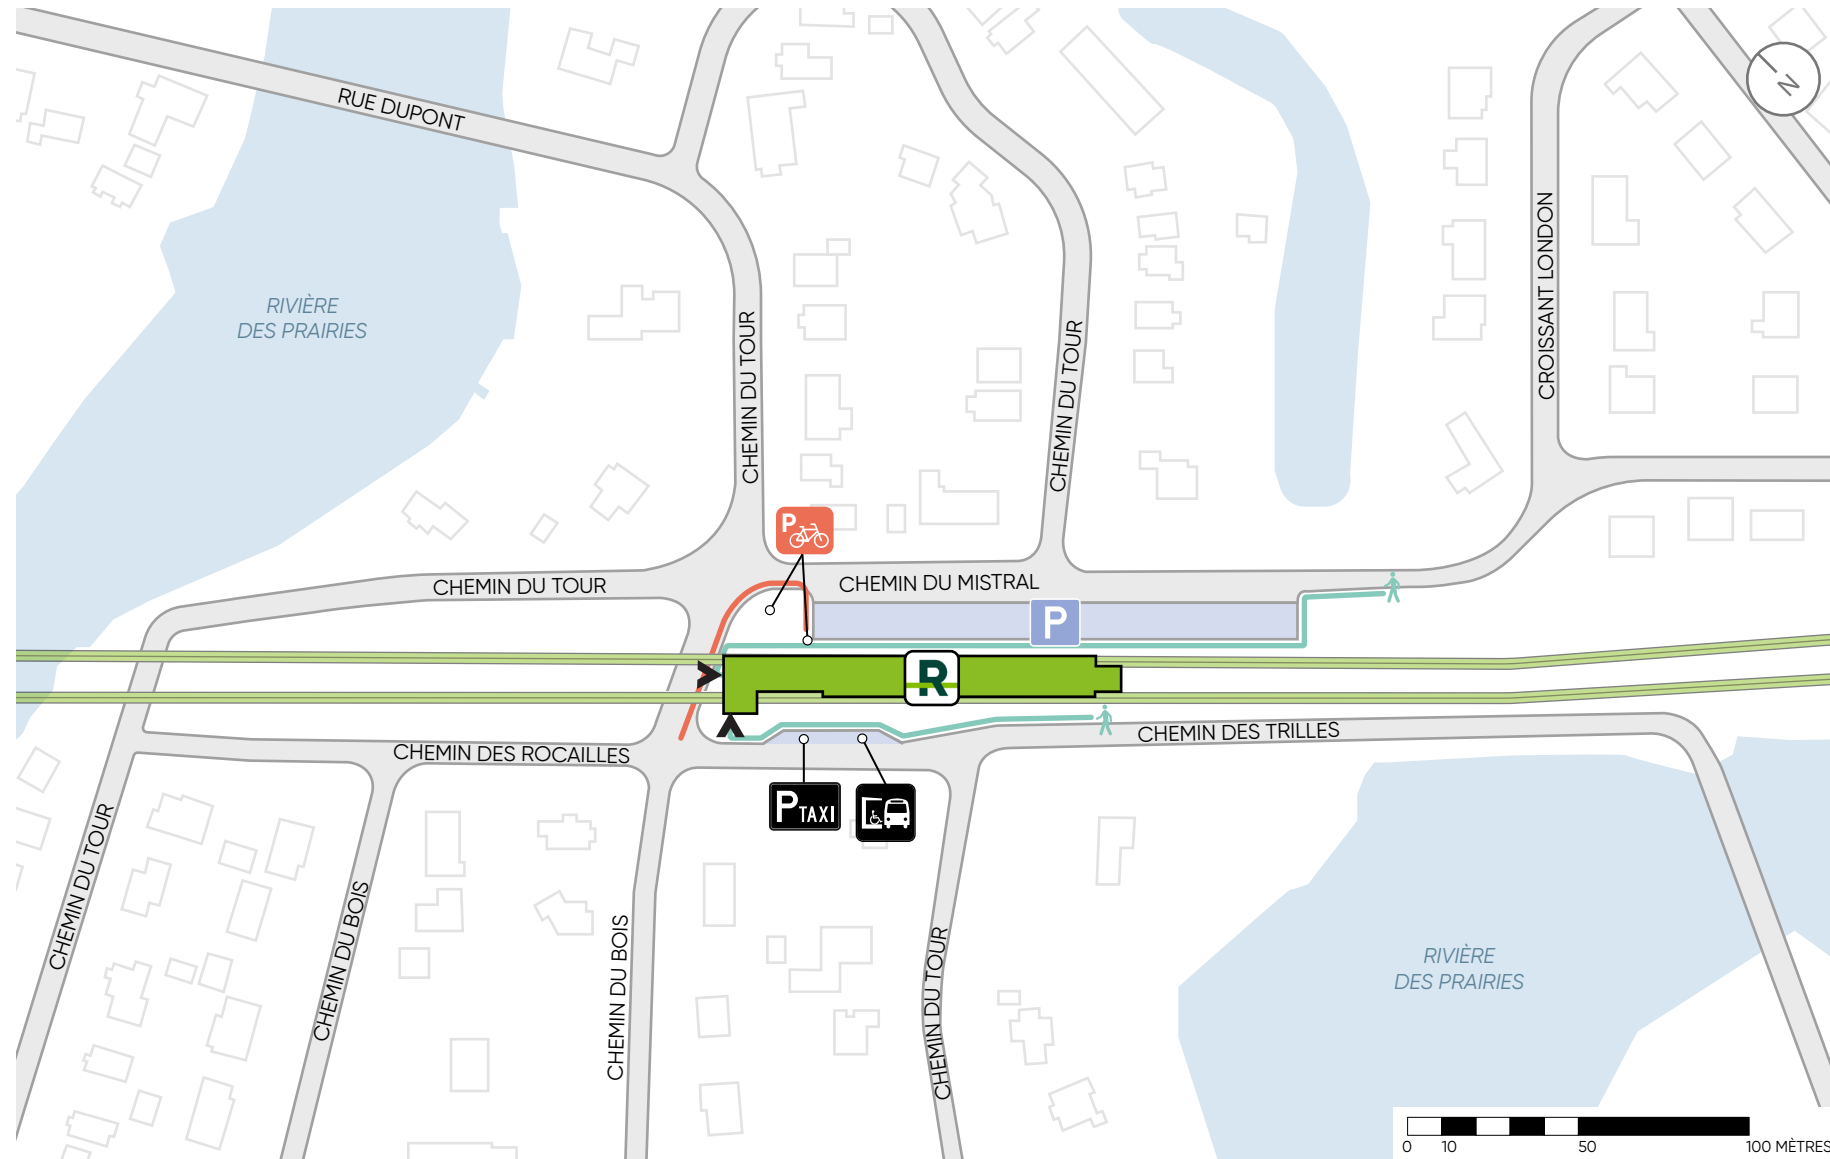 RUE DUPONT
N
CROISSANT LONDON
RIVIÈRE
DES PRAIRIES
CHEMIN DU TOUR
CHEMIN DU TOUR
P
CHEMIN DU TOUR
CHEMIN DU MISTRAL
P
R
CHEMIN DES ROCAILLES
CHEMIN DES TRILLES
P TAXI
CHEMIN DU TOUR
CHEMIN DU BOIS
CHEMIN DU BOIS
CHEMIN DU TOUR
RIVIÈRE
DES PRAIRIES
0 10 50 100 MÈTRES